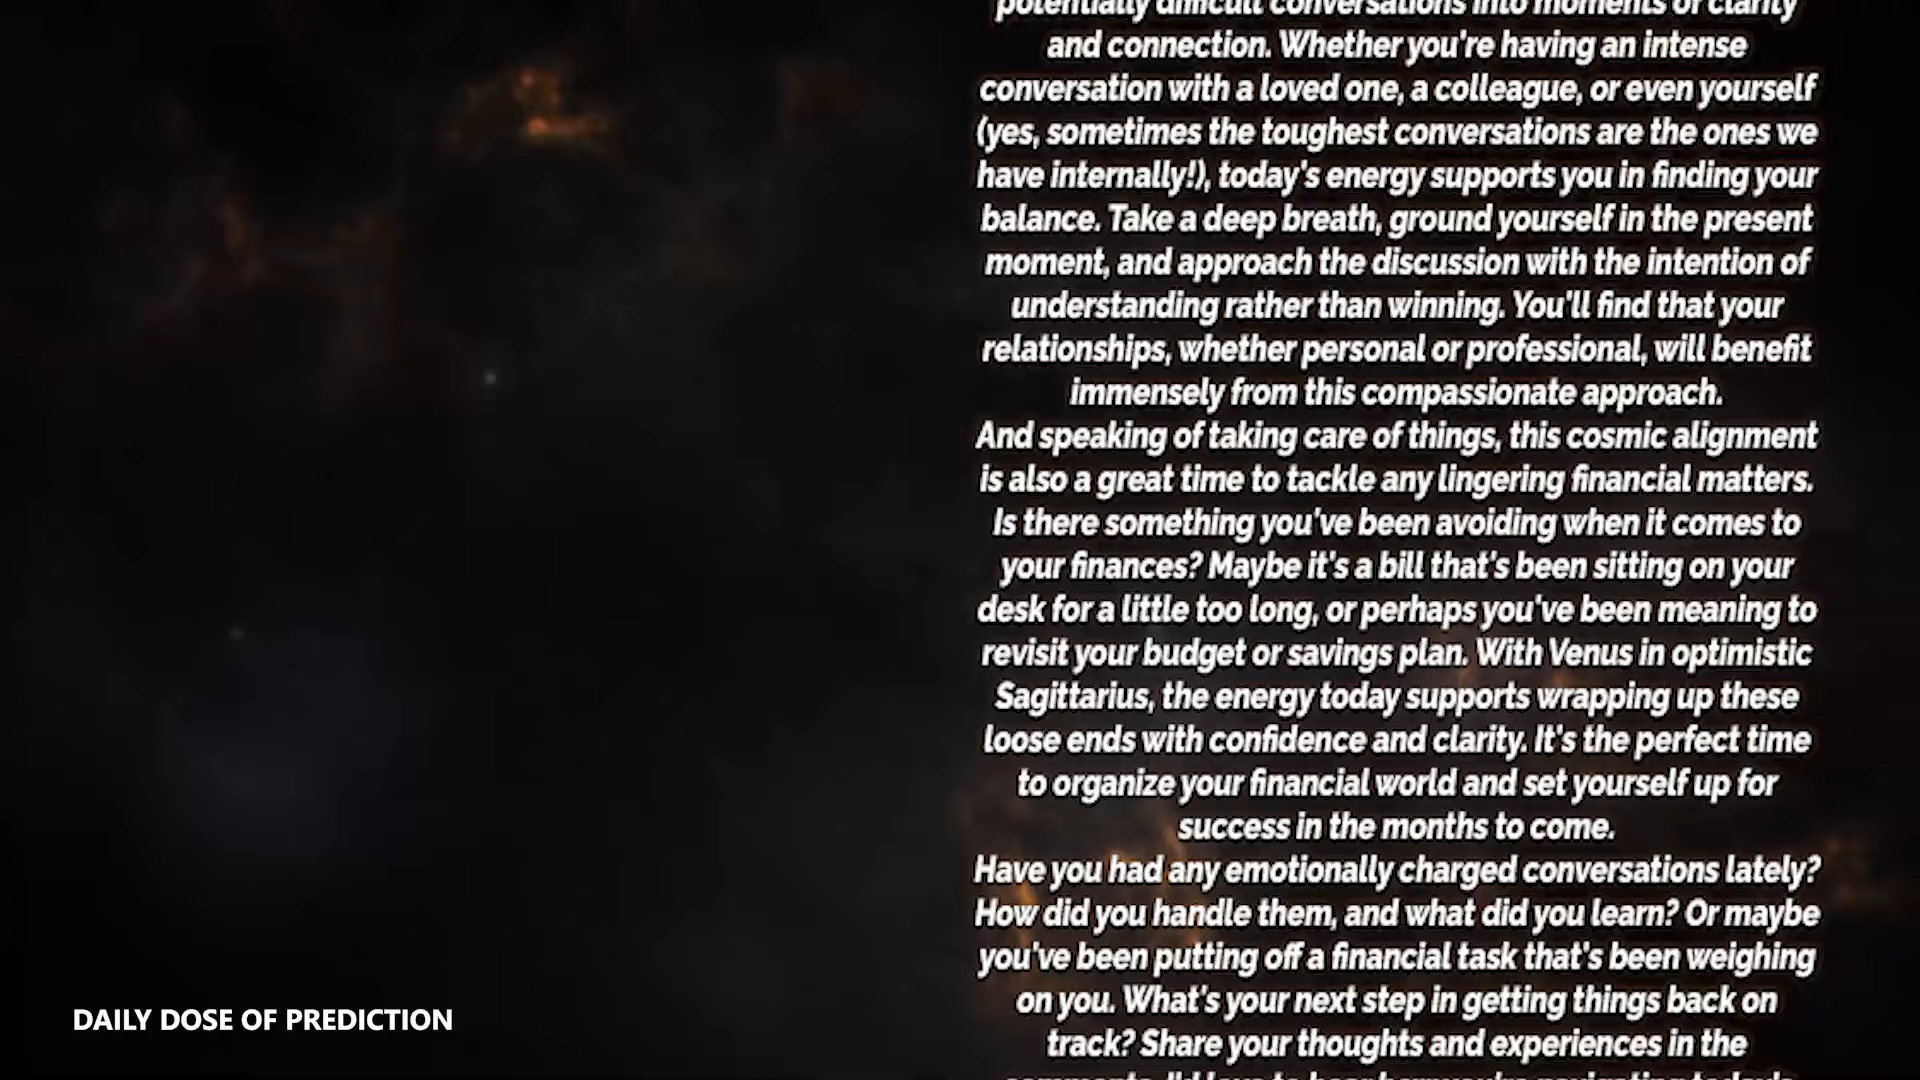 potentially difficult conversations into moments of clarity
and connection. Whether you're having an intense
conversation with a loved one, a colleague, or even yourself
(yes, sometimes the toughest conversations are the ones we
have internally!), today's energy supports you in finding your
balance. Take a deep breath, ground yourself in the present
moment, and approach the discussion with the intention of
understanding rather than winning. You'll find that your
relationships, whether personal or professional, will benefit
immensely from this compassionate approach.
And speaking of taking care of things, this cosmic alignment
is also a great time to tackle any lingering financial matters.
Is there something you've been avoiding when it comes to
your finances? Maybe it's a bill that's been sitting on your
desk for a little too long, or perhaps you've been meaning to
revisit your budget or savings plan. With Venus in optimistic
Sagittarius, the energy today supports wrapping up these
loose ends with confidence and clarity. It's the perfect time
to organize your financial world and set yourself up for
success in the months to come.
Have you had any emotionally charged conversations lately?
How did you handle them, and what did you learn? Or maybe
you've been putting off a financial task that's been weighing
on you. What's your next step in getting things back on
track? Share your thoughts and experiences in the
DAILY DOSE OF PREDICTION